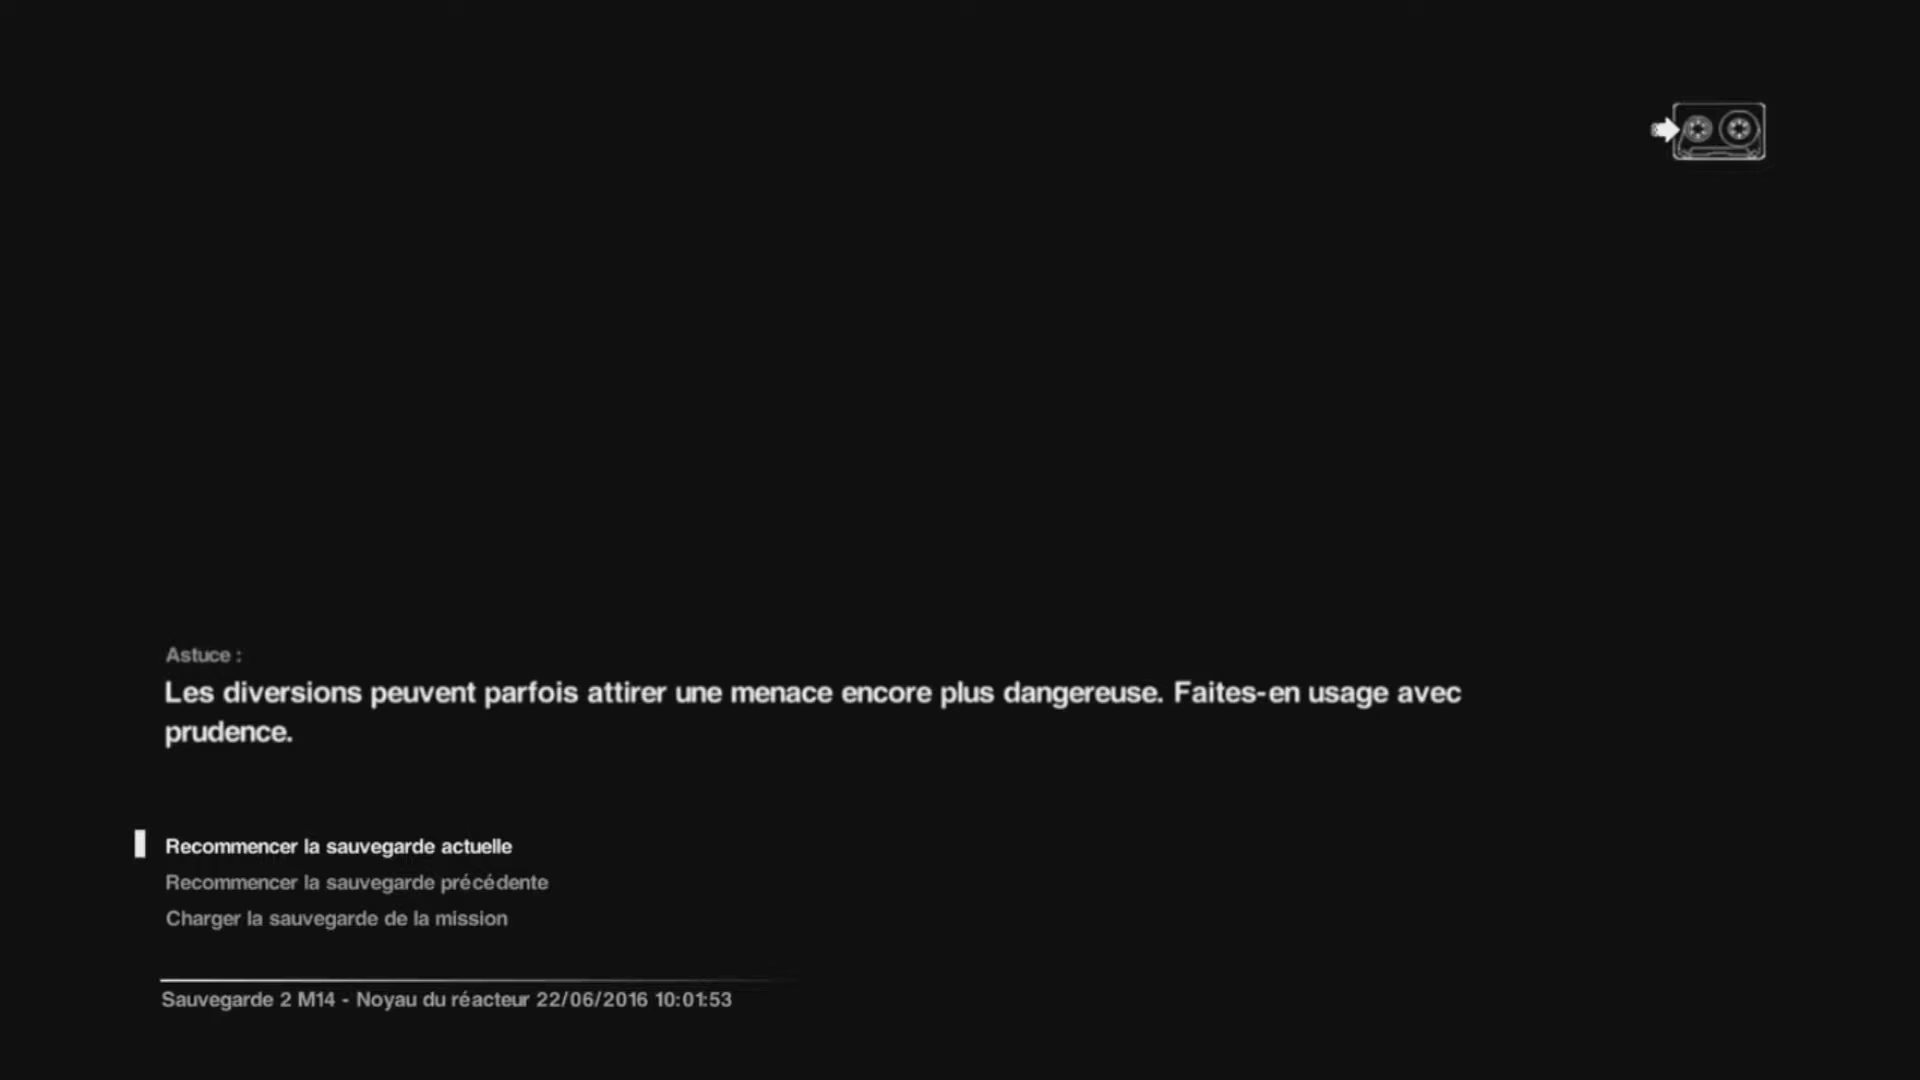 Astuce :
Les diversions peuvent parfois attirer une menace encore plus dangereuse. Faites-en usage avec
prudence.
Recommencer la sauvegarde actuelle
Recommencer la sauvegarde précédente
Charger la sauvegarde de la mission
Sauvegarde 2 M14 - Noyau du réacteur 22/06/2016 10:01:53